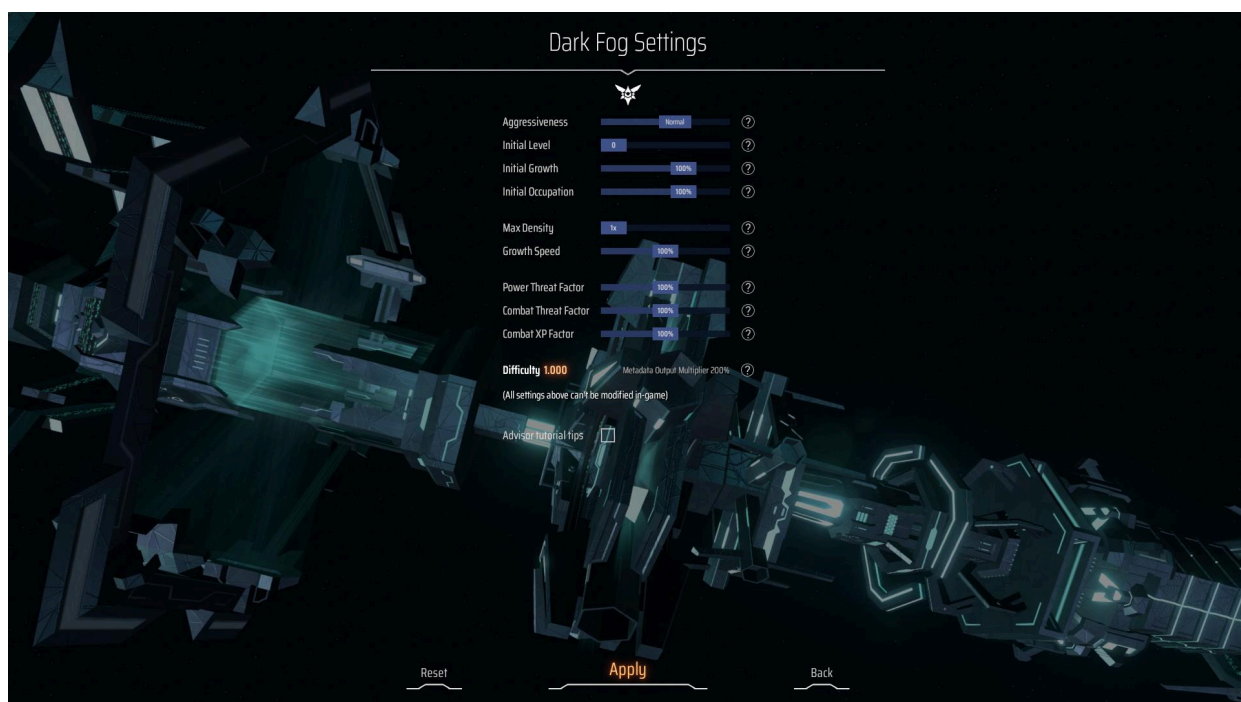 Dark Fog Settings
Aggressiveness Normal ?
Initial Level 0 ?
Initial Growth 100% ?
Initial Occupation 100% ?
Max Density 1x ?
Growth Speed 100% ?
Power Threat Factor 100% ?
Combat Threat Factor 100% ?
Combat XP Factor 100% ?
Difficulty 1.000 Metadata Output Multiplier 200% ?
(All settings above can't be modified in-game)
Advisor tutorial tips
Reset Apply Back